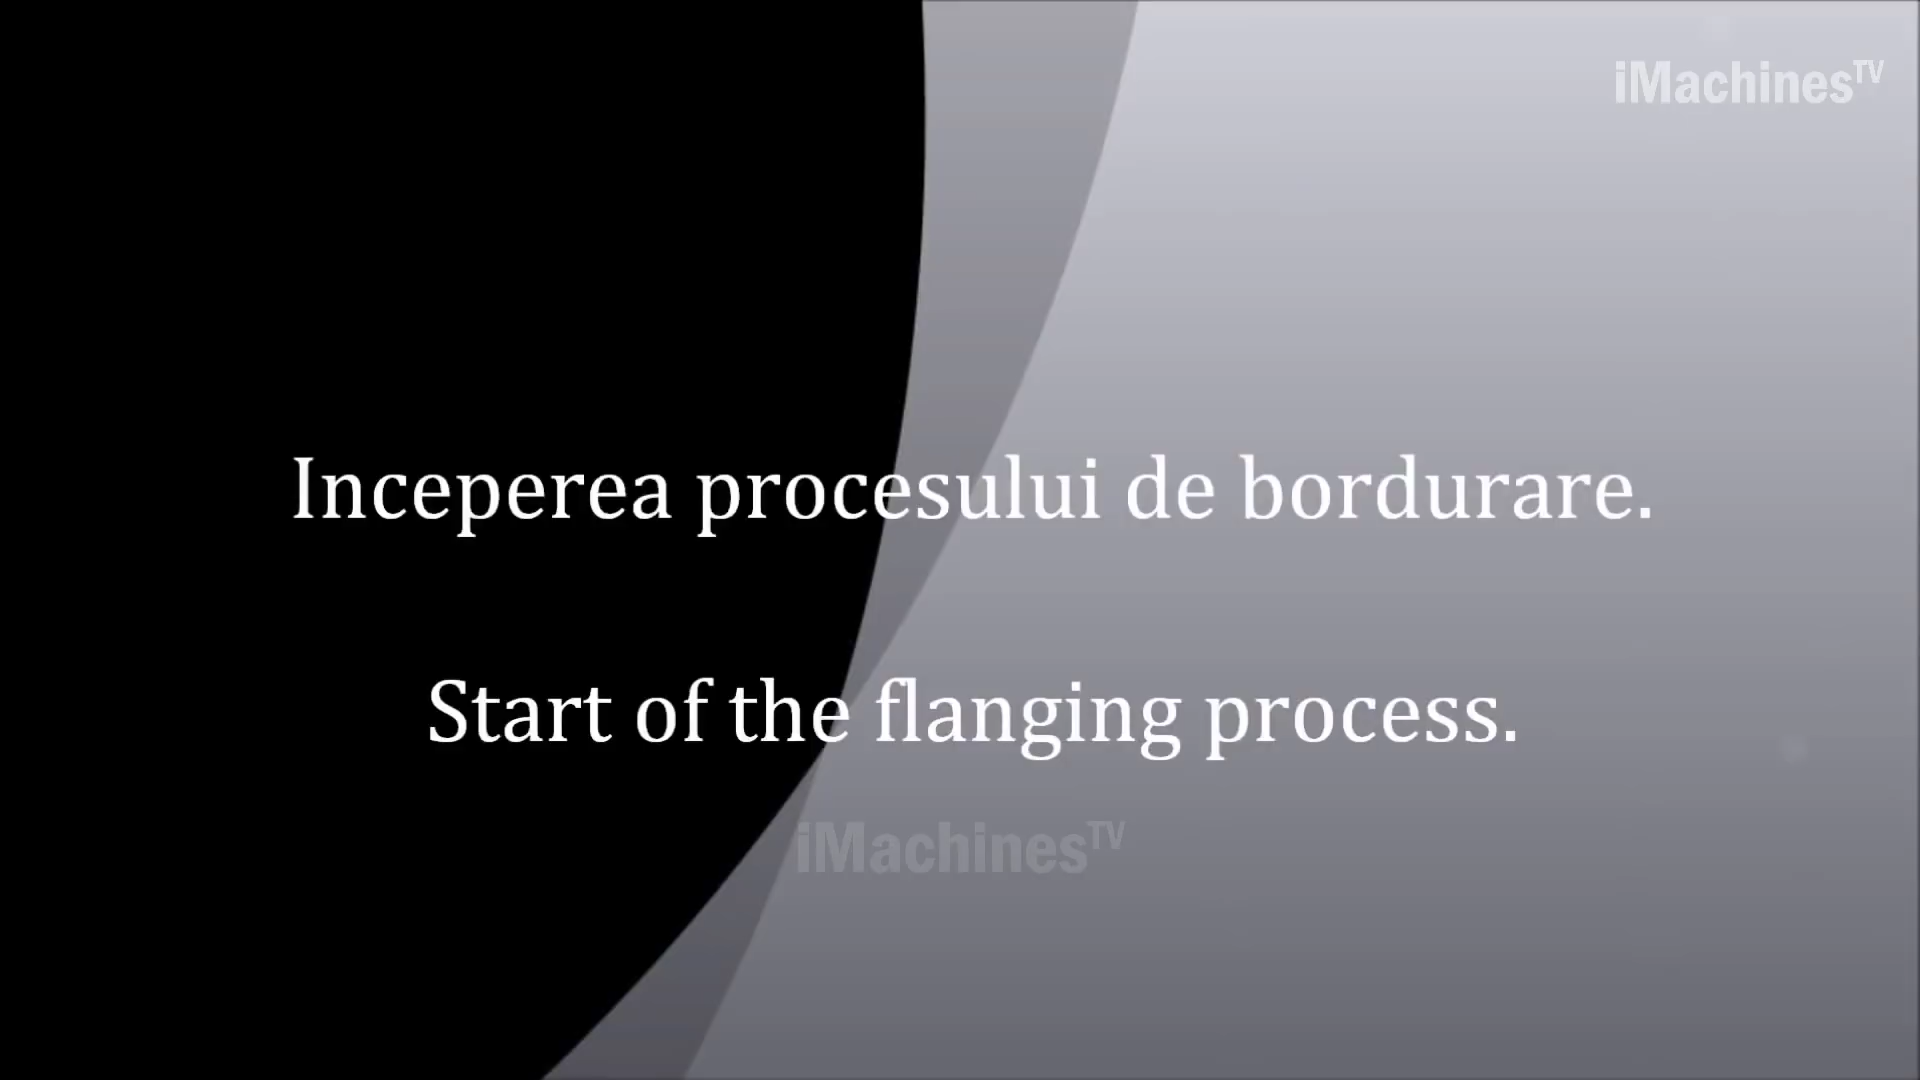 iMachinesTV
Inceperea procesului de bordurare.
Start of the flanging process.
iMachinesTV